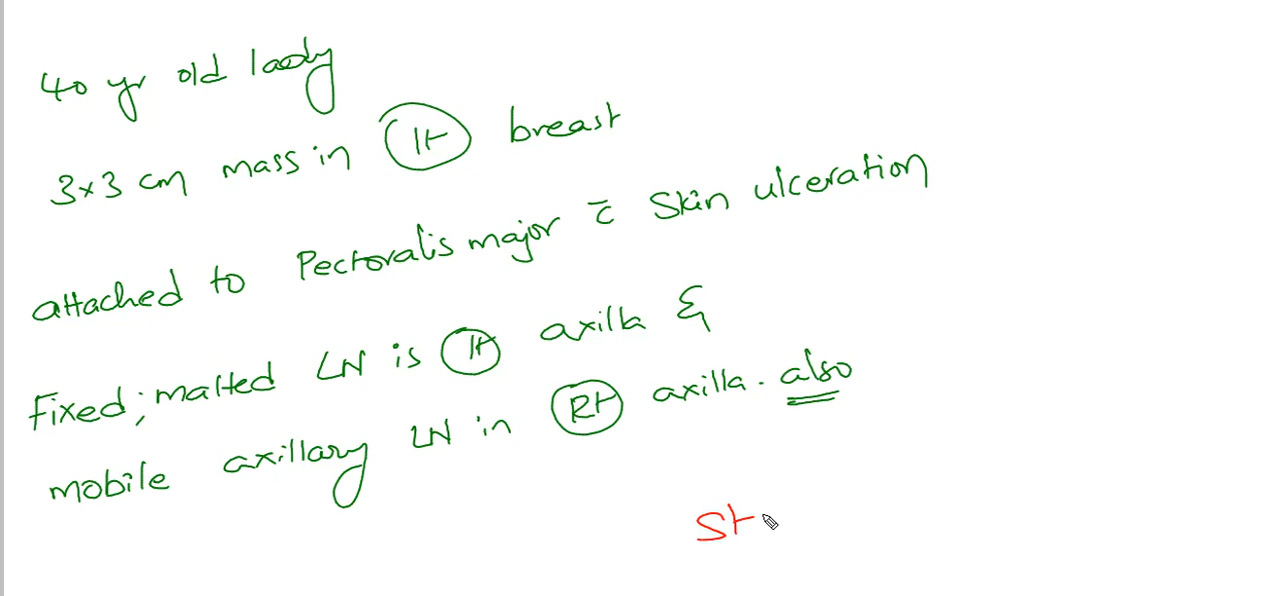 40 yr old lady
3×3 cm mass in lt breast
attached to Pectoralis major c̄ Skin ulceration
Fixed; matted LN is lt axilla &
mobile axillary LN in Rt axilla. also
St